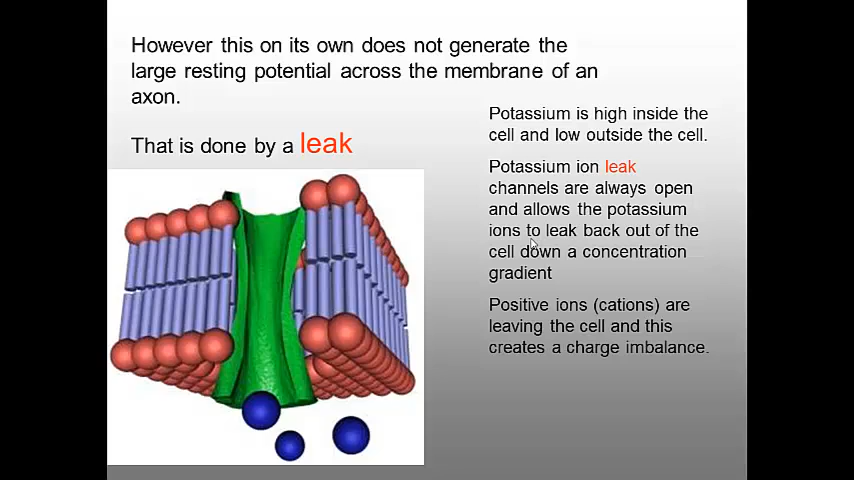 However this on its own does not generate the
large resting potential across the membrane of an
axon.
That is done by a leak
Potassium is high inside the
cell and low outside the cell.
Potassium ion leak
channels are always open
and allows the potassium
ions to leak back out of the
cell down a concentration
gradient
Positive ions (cations) are
leaving the cell and this
creates a charge imbalance.